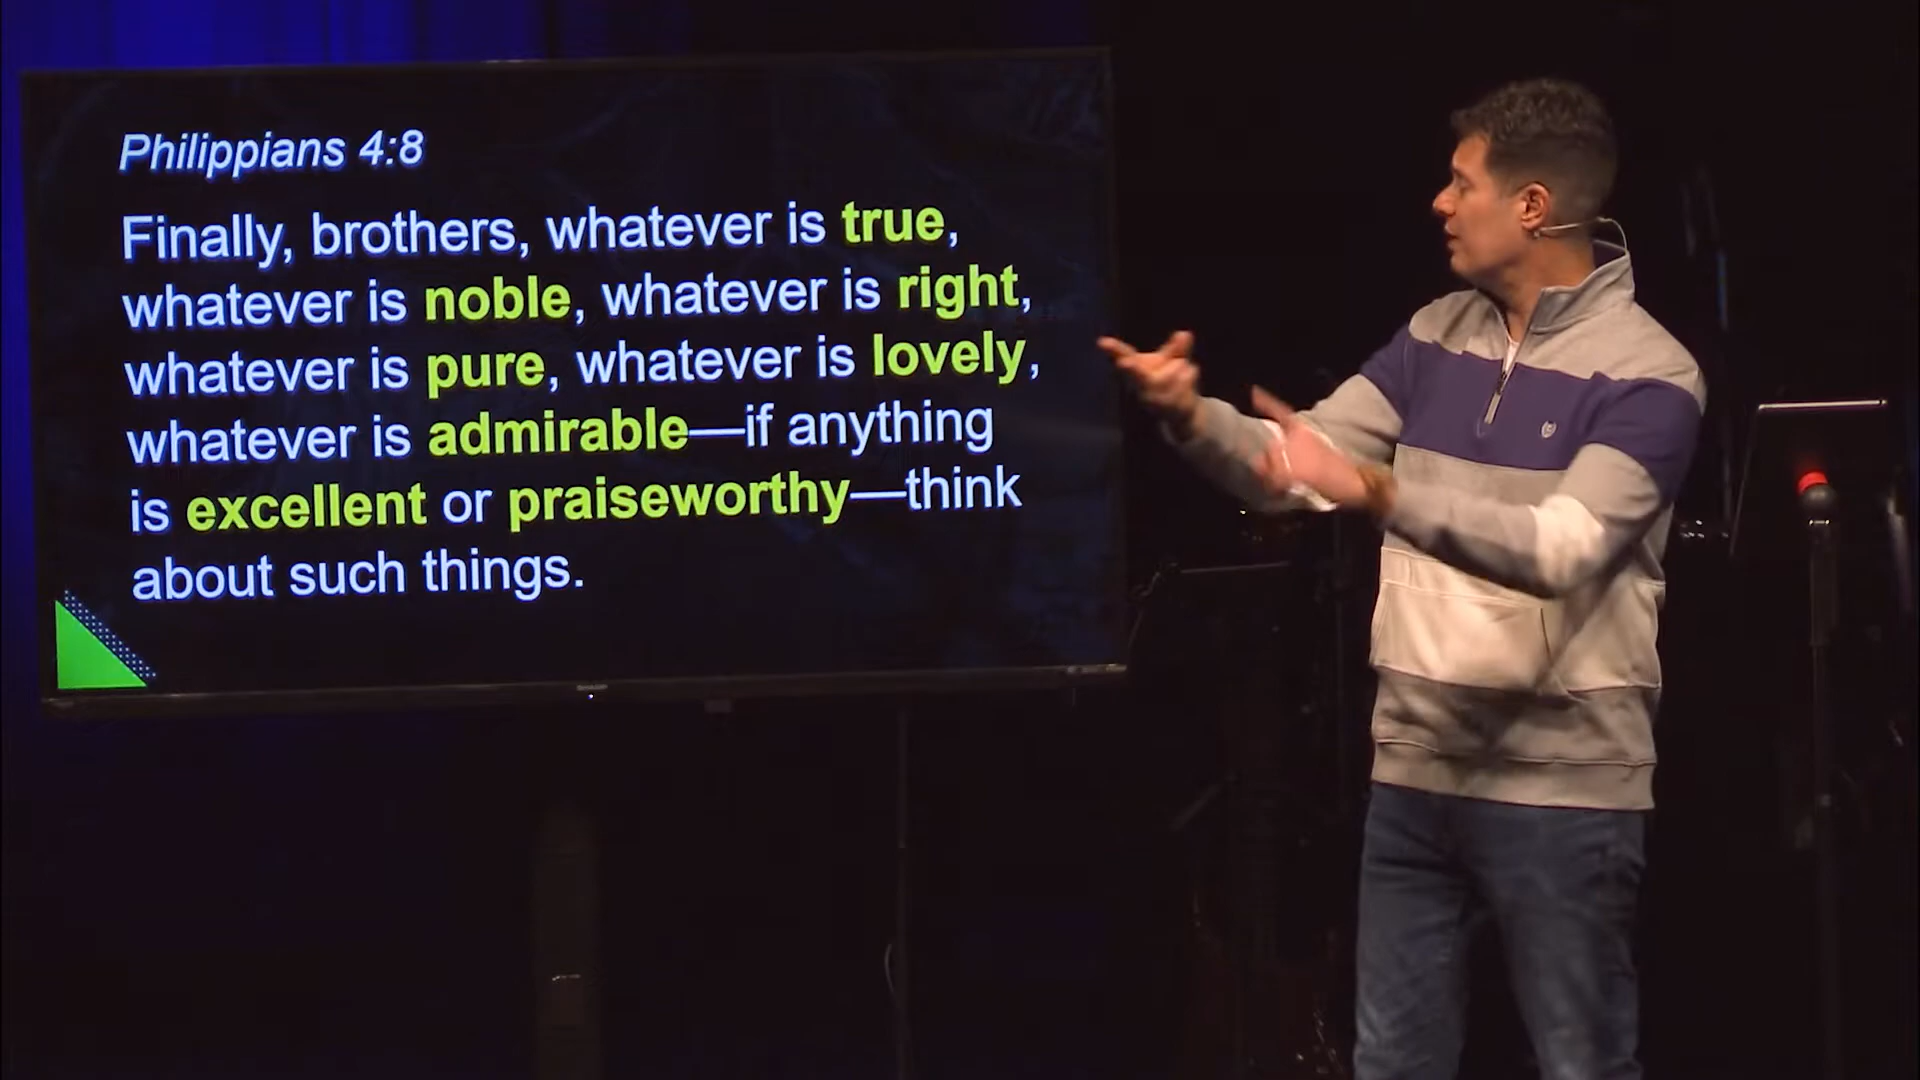 Philippians 4:8
Finally, brothers, whatever is true,
whatever is noble, whatever is right,
whatever is pure, whatever is lovely,
whatever is admirable—if anything
is excellent or praiseworthy—think
about such things.